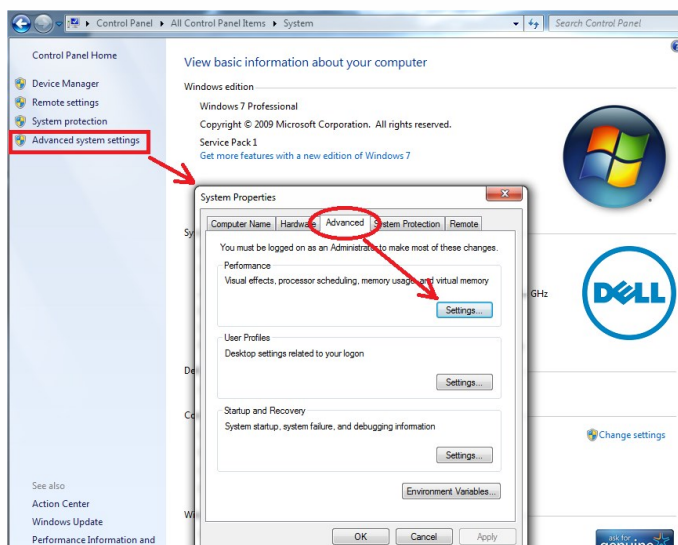 Control Panel
All Control Panel Items
System
Search Control Panel
Control Panel Home
Device Manager
Remote settings
System protection
Advanced system settings
View basic information about your computer
Windows edition
Windows 7 Professional
Copyright © 2009 Microsoft Corporation. All rights reserved.
Service Pack 1
Get more features with a new edition of Windows 7
System Properties
Computer Name
Hardware
Advanced
System Protection
Remote
You must be logged on as an Administrator to make most of these changes.
Performance
Visual effects, processor scheduling, memory usage, and virtual memory
Settings...
GHz
DELL
User Profiles
Desktop settings related to your logon
Settings...
Startup and Recovery
System startup, system failure, and debugging information
Settings...
Change settings
Environment Variables...
OK
Cancel
Apply
See also
Action Center
Windows Update
Performance Information and
ask for
genuine